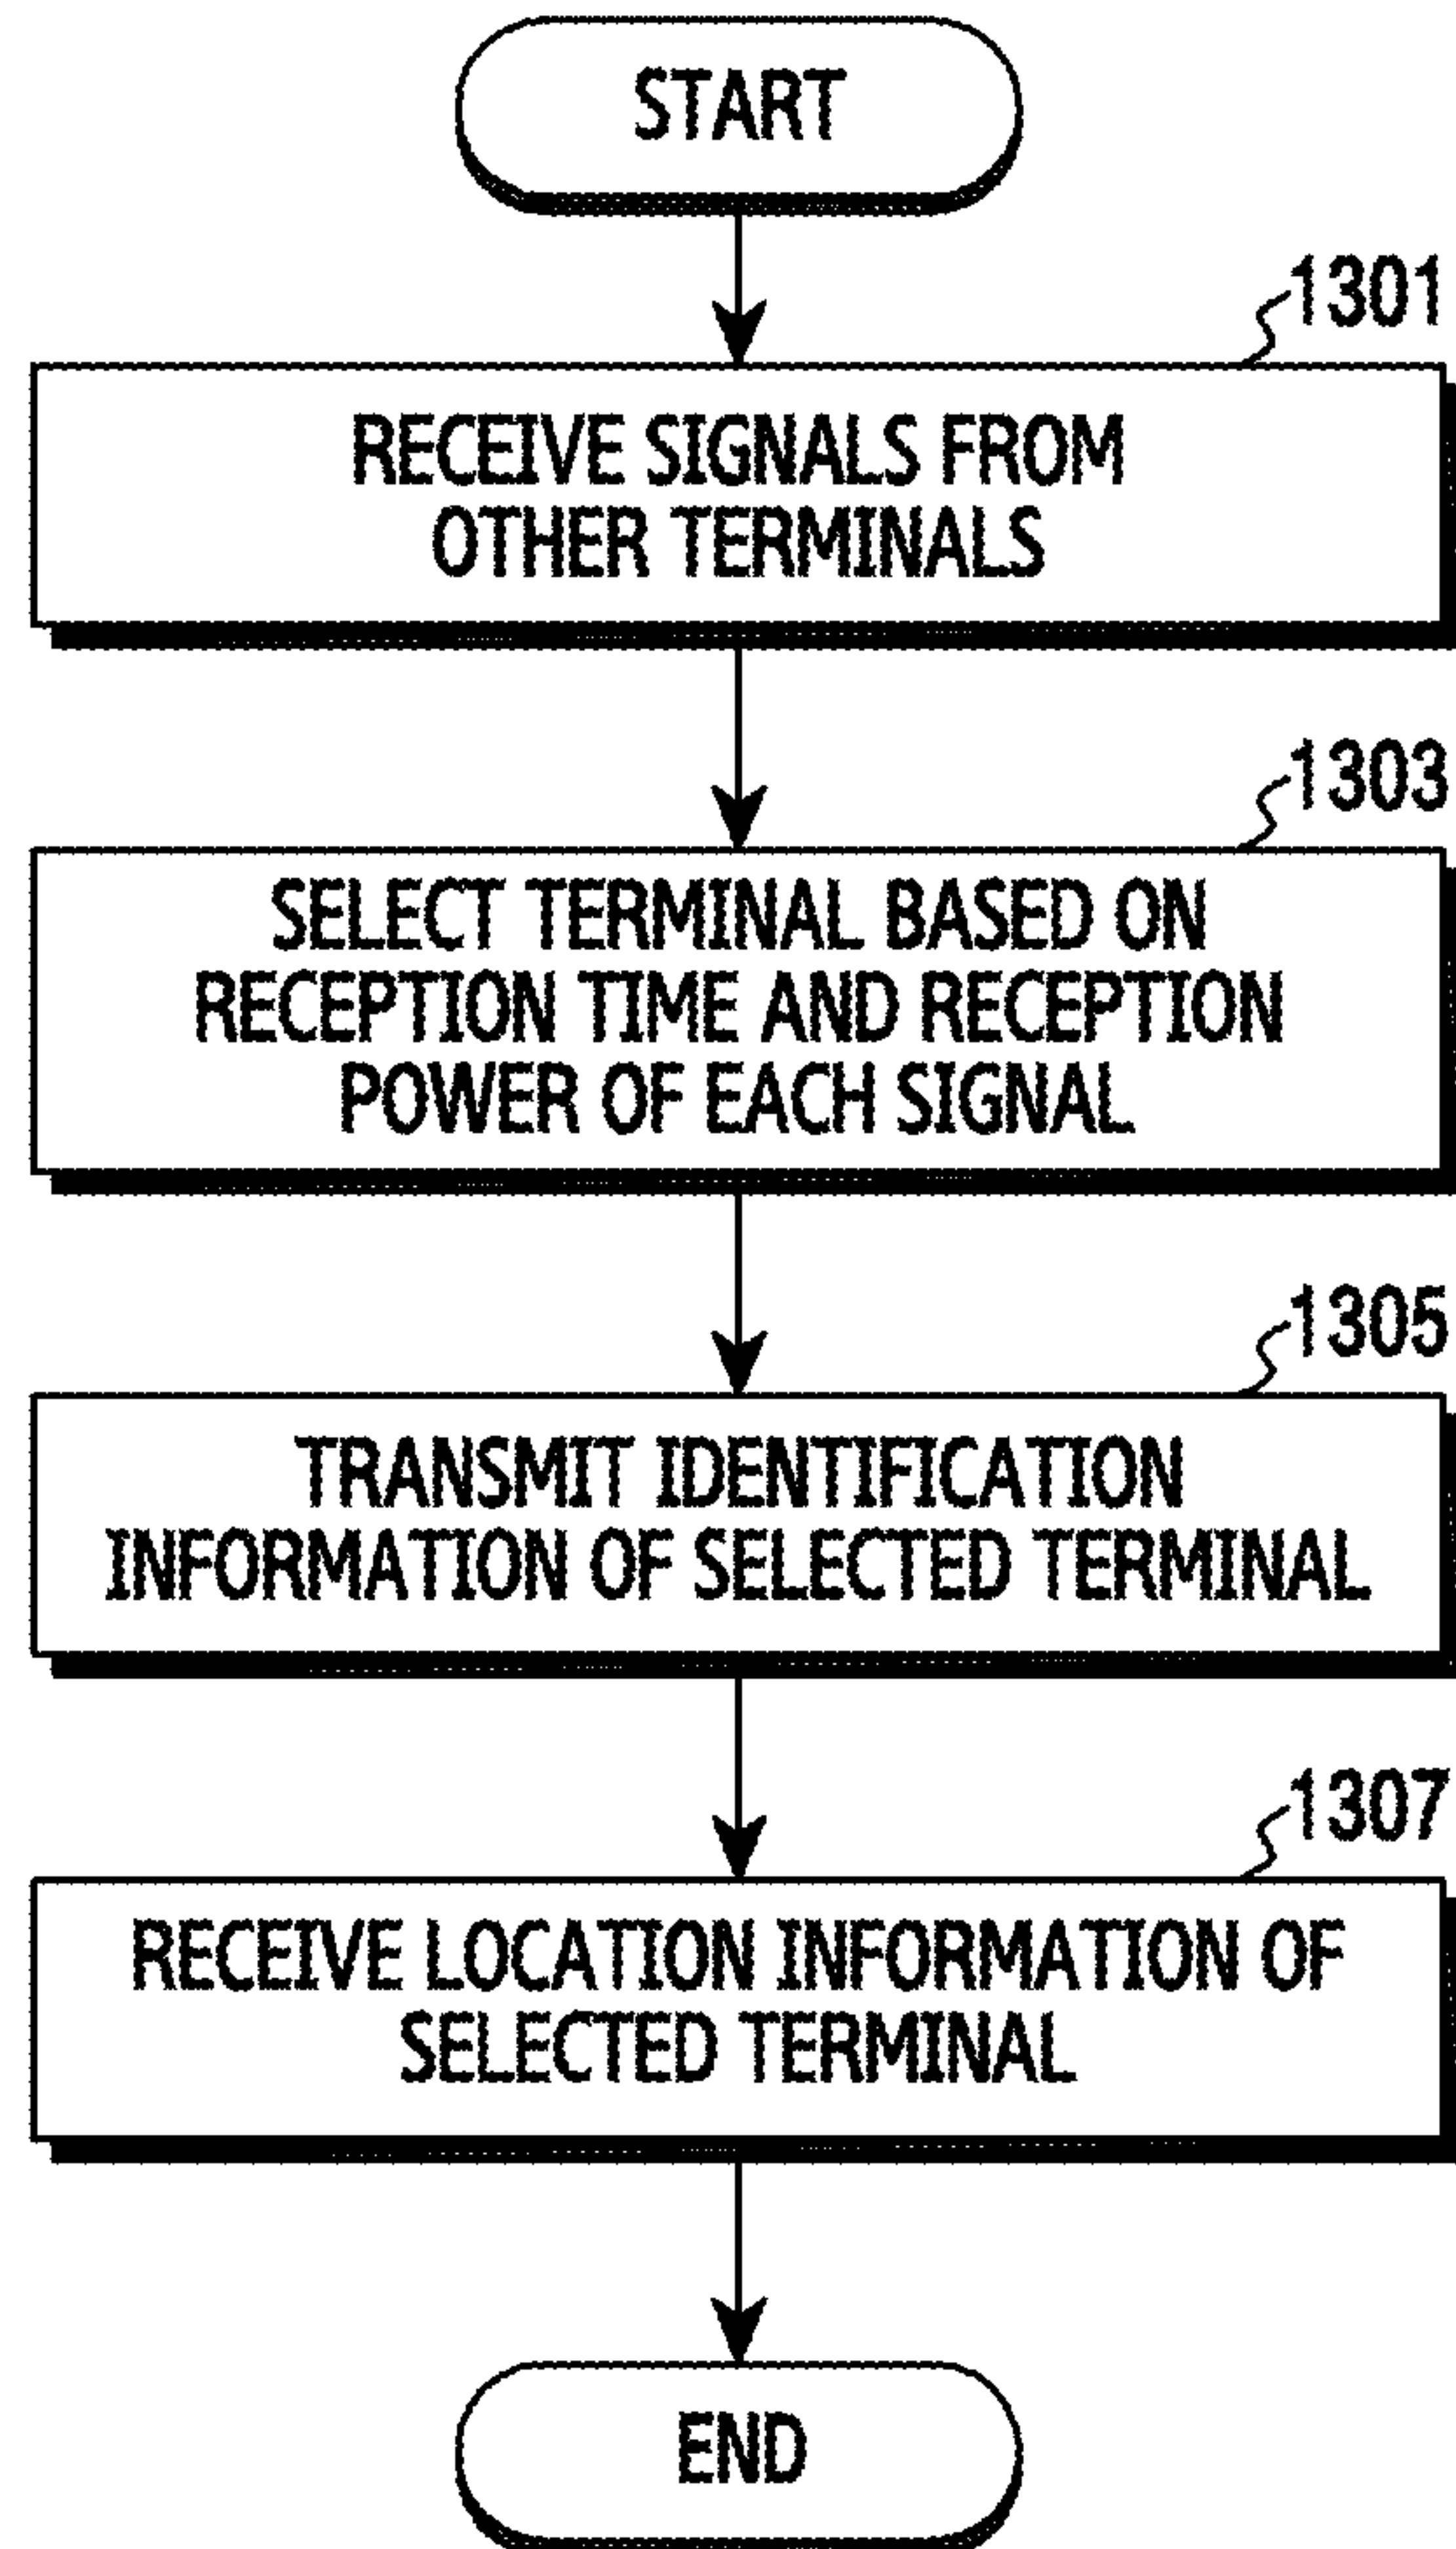 START
1301
RECEIVE SIGNALS FROM
OTHER TERMINALS
1303
SELECT TERMINAL BASED ON
RECEPTION TIME AND RECEPTION
POWER OF EACH SIGNAL
1305
TRANSMIT IDENTIFICATION
INFORMATION OF SELECTED TERMINAL
1307
RECEIVE LOCATION INFORMATION OF
SELECTED TERMINAL
END